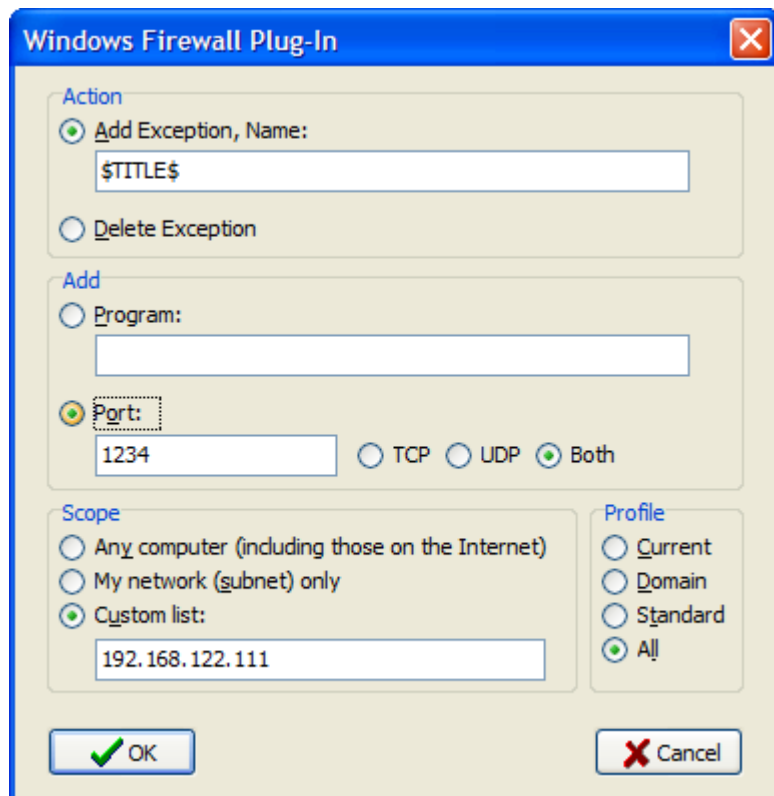 Windows Firewall Plug-In
Action
Add Exception, Name:
$TITLE$
Delete Exception
Add
Program:
Port:
1234 TCP UDP Both
Scope
Any computer (including those on the Internet)
My network (subnet) only
Custom list:
192.168.122.111
Profile
Current
Domain
Standard
All
OK Cancel